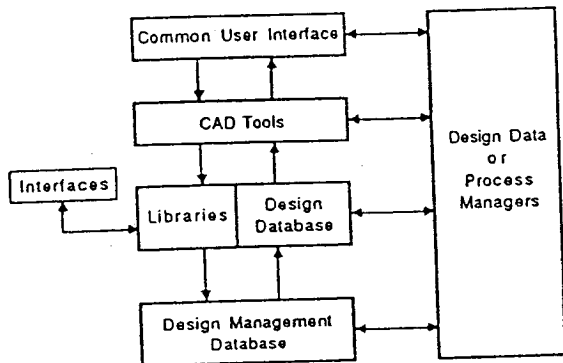 Common User Interface
CAD Tools
Design Data
or
Process
Managers
Interfaces
Libraries
Design
Database
Design Management
Database